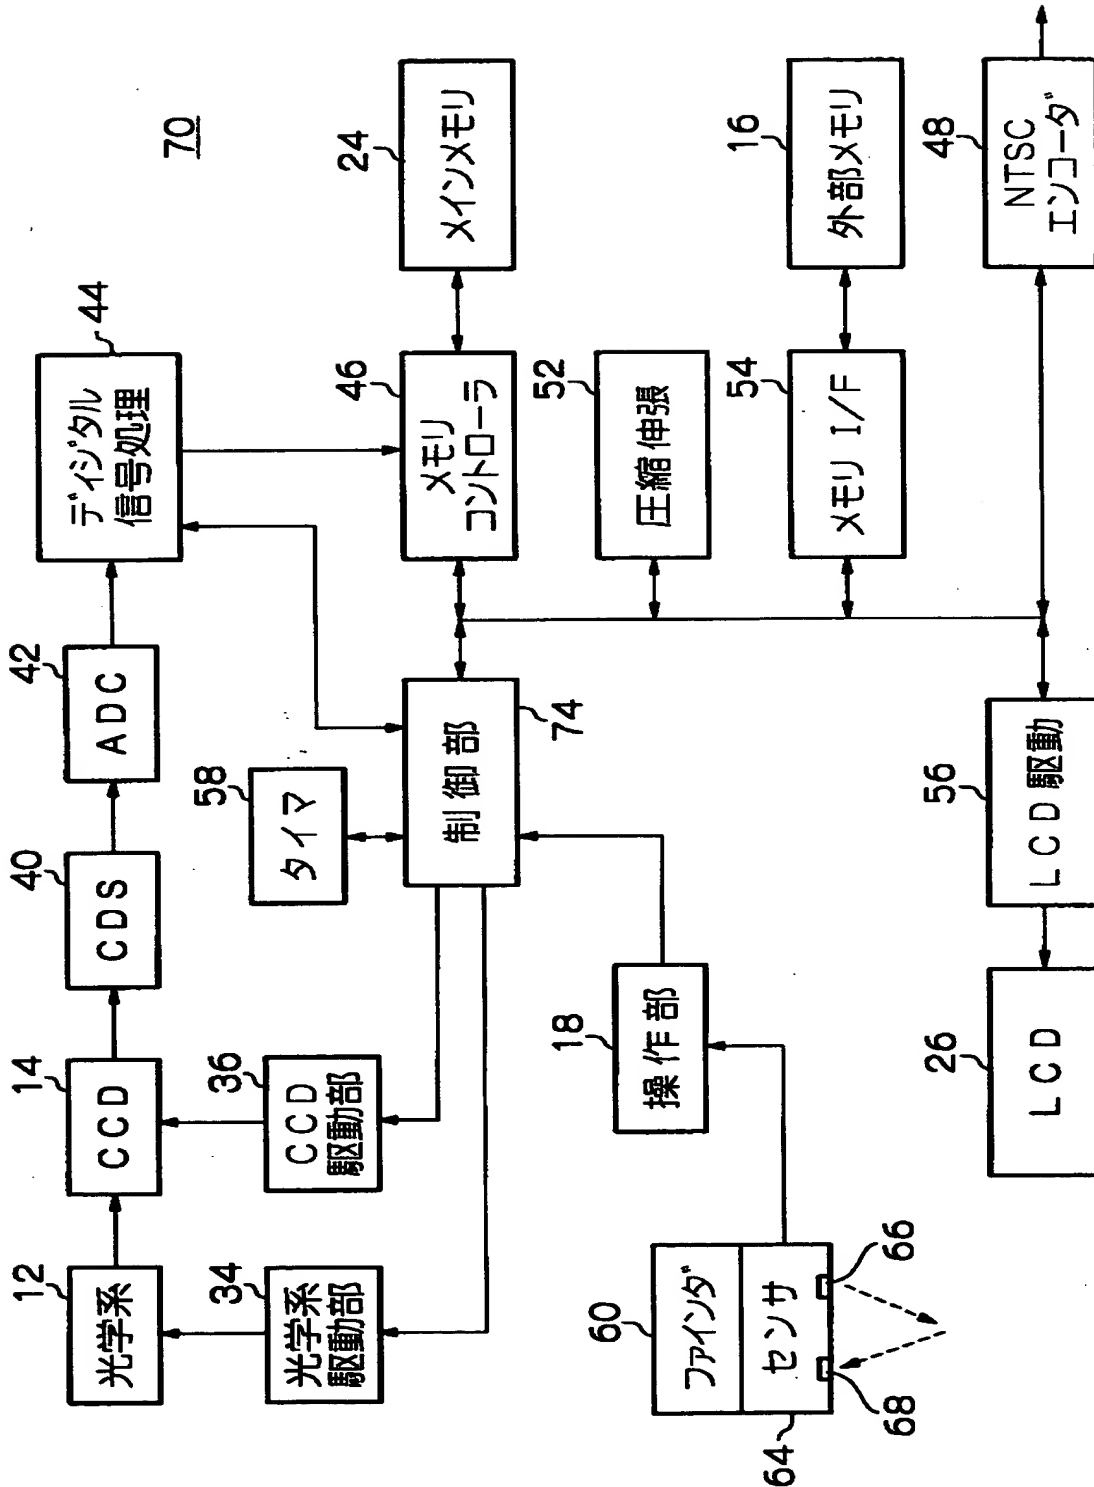 70
12
光学系
14
CCD
40
CDS
42
ADC
44
ディジタル
信号処理
34
光学系
駆動部
36
CCD
駆動部
58
タイマ
74
制御部
46
メモリ
コントローラ
24
メインメモリ
52
圧縮伸張
54
メモリ I/F
16
外部メモリ
48
NTSC
エンコーダ
18
操作部
60
ファインダ
センサ
64
66
68
56
LCD駆動
26
LCD